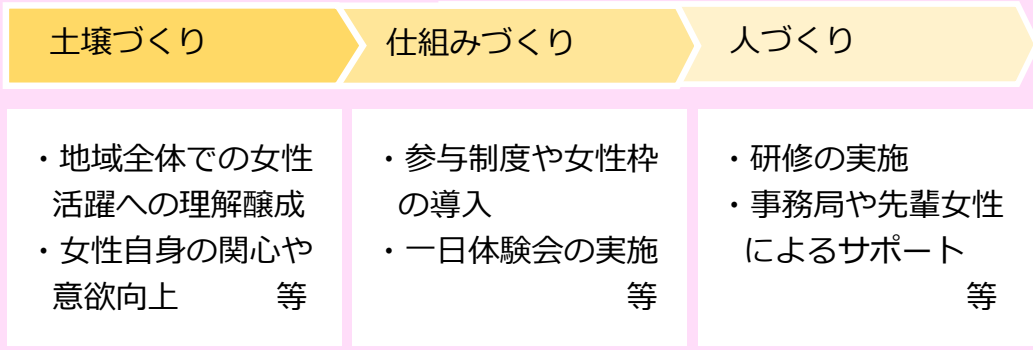 土壌づくり
仕組みづくり
人づくり
・地域全体での女性
活躍への理解醸成
・女性自身の関心や
意欲向上　　　等
・参与制度や女性枠
の導入
・一日体験会の実施
等
・研修の実施
・事務局や先輩女性
によるサポート
等